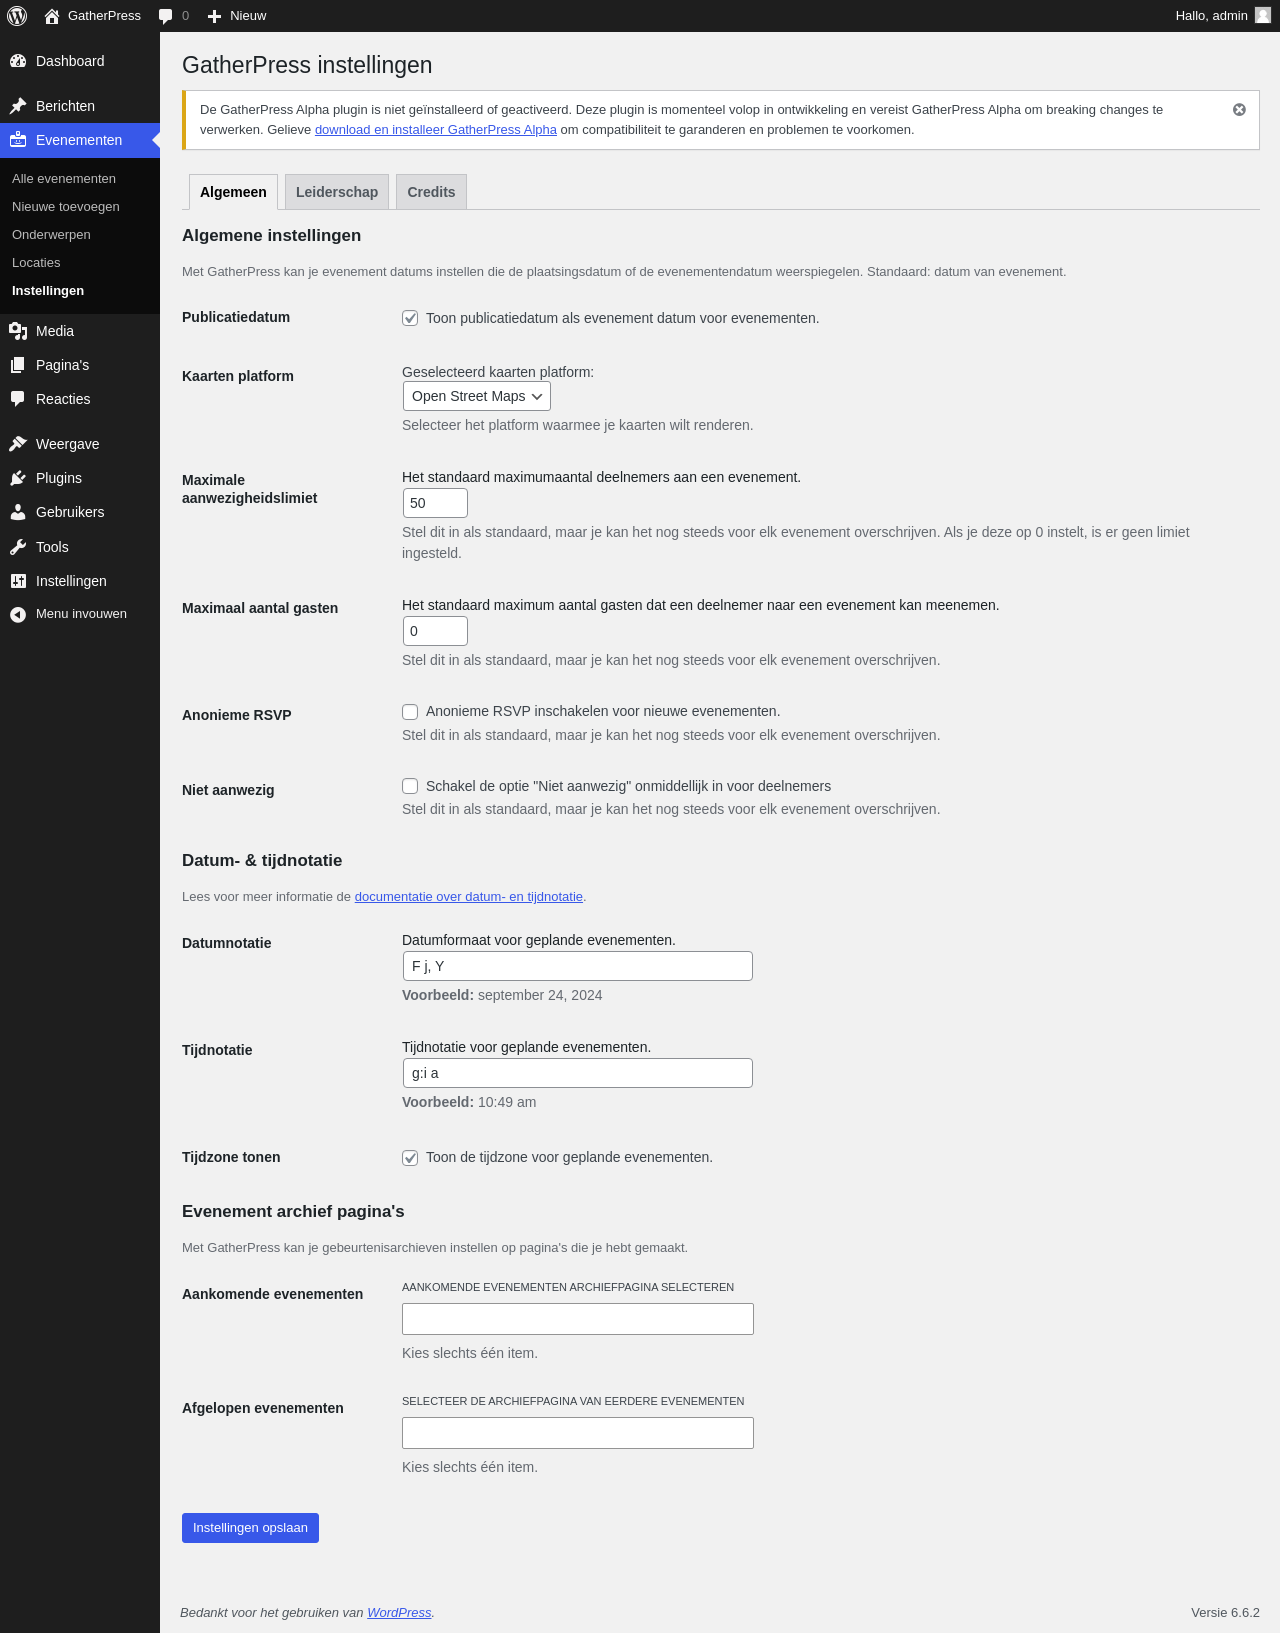 GatherPress
0
Nieuw
Hallo, admin
Dashboard
Berichten
Evenementen
Alle evenementen
Nieuwe toevoegen
Onderwerpen
Locaties
Instellingen
Media
Pagina's
Reacties
Weergave
Plugins
Gebruikers
Tools
Instellingen
Menu invouwen
GatherPress instellingen
De GatherPress Alpha plugin is niet geïnstalleerd of geactiveerd. Deze plugin is momenteel volop in ontwikkeling en vereist GatherPress Alpha om breaking changes te
verwerken. Gelieve download en installeer GatherPress Alpha om compatibiliteit te garanderen en problemen te voorkomen.
Algemeen
Leiderschap
Credits
Algemene instellingen
Met GatherPress kan je evenement datums instellen die de plaatsingsdatum of de evenementendatum weerspiegelen. Standaard: datum van evenement.
Publicatiedatum
Toon publicatiedatum als evenement datum voor evenementen.
Kaarten platform
Geselecteerd kaarten platform:
Open Street Maps
Selecteer het platform waarmee je kaarten wilt renderen.
Maximale
aanwezigheidslimiet
Het standaard maximumaantal deelnemers aan een evenement.
50
Stel dit in als standaard, maar je kan het nog steeds voor elk evenement overschrijven. Als je deze op 0 instelt, is er geen limiet
ingesteld.
Maximaal aantal gasten
Het standaard maximum aantal gasten dat een deelnemer naar een evenement kan meenemen.
0
Stel dit in als standaard, maar je kan het nog steeds voor elk evenement overschrijven.
Anonieme RSVP
Anonieme RSVP inschakelen voor nieuwe evenementen.
Stel dit in als standaard, maar je kan het nog steeds voor elk evenement overschrijven.
Niet aanwezig
Schakel de optie "Niet aanwezig" onmiddellijk in voor deelnemers
Stel dit in als standaard, maar je kan het nog steeds voor elk evenement overschrijven.
Datum- & tijdnotatie
Lees voor meer informatie de documentatie over datum- en tijdnotatie.
Datumnotatie
Datumformaat voor geplande evenementen.
F j, Y
Voorbeeld: september 24, 2024
Tijdnotatie
Tijdnotatie voor geplande evenementen.
g:i a
Voorbeeld: 10:49 am
Tijdzone tonen
Toon de tijdzone voor geplande evenementen.
Evenement archief pagina's
Met GatherPress kan je gebeurtenisarchieven instellen op pagina's die je hebt gemaakt.
Aankomende evenementen
AANKOMENDE EVENEMENTEN ARCHIEFPAGINA SELECTEREN
Kies slechts één item.
Afgelopen evenementen
SELECTEER DE ARCHIEFPAGINA VAN EERDERE EVENEMENTEN
Kies slechts één item.
Instellingen opslaan
Bedankt voor het gebruiken van WordPress.
Versie 6.6.2